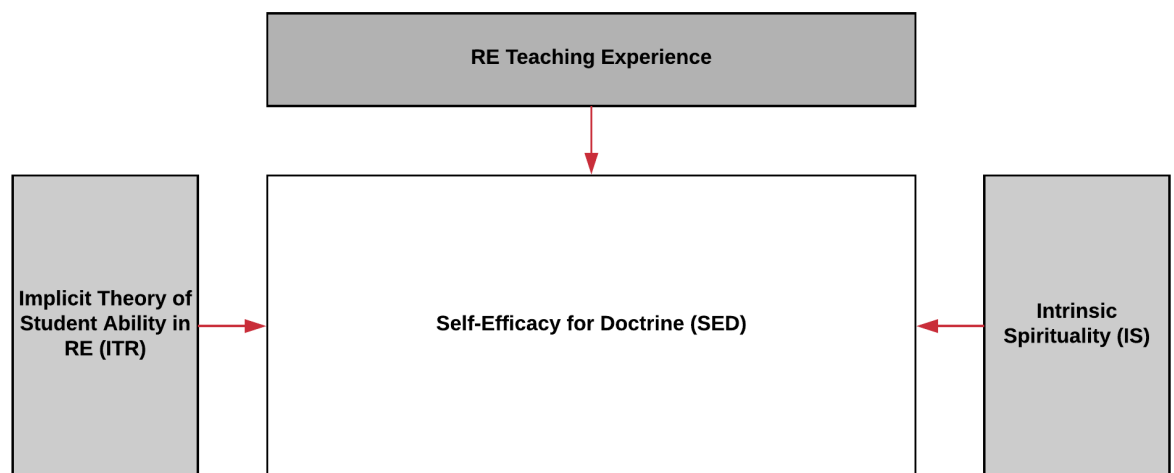 RE Teaching Experience
Implicit Theory of
Student Ability in
RE (ITR)
Self-Efficacy for Doctrine (SED)
Intrinsic
Spirituality (IS)